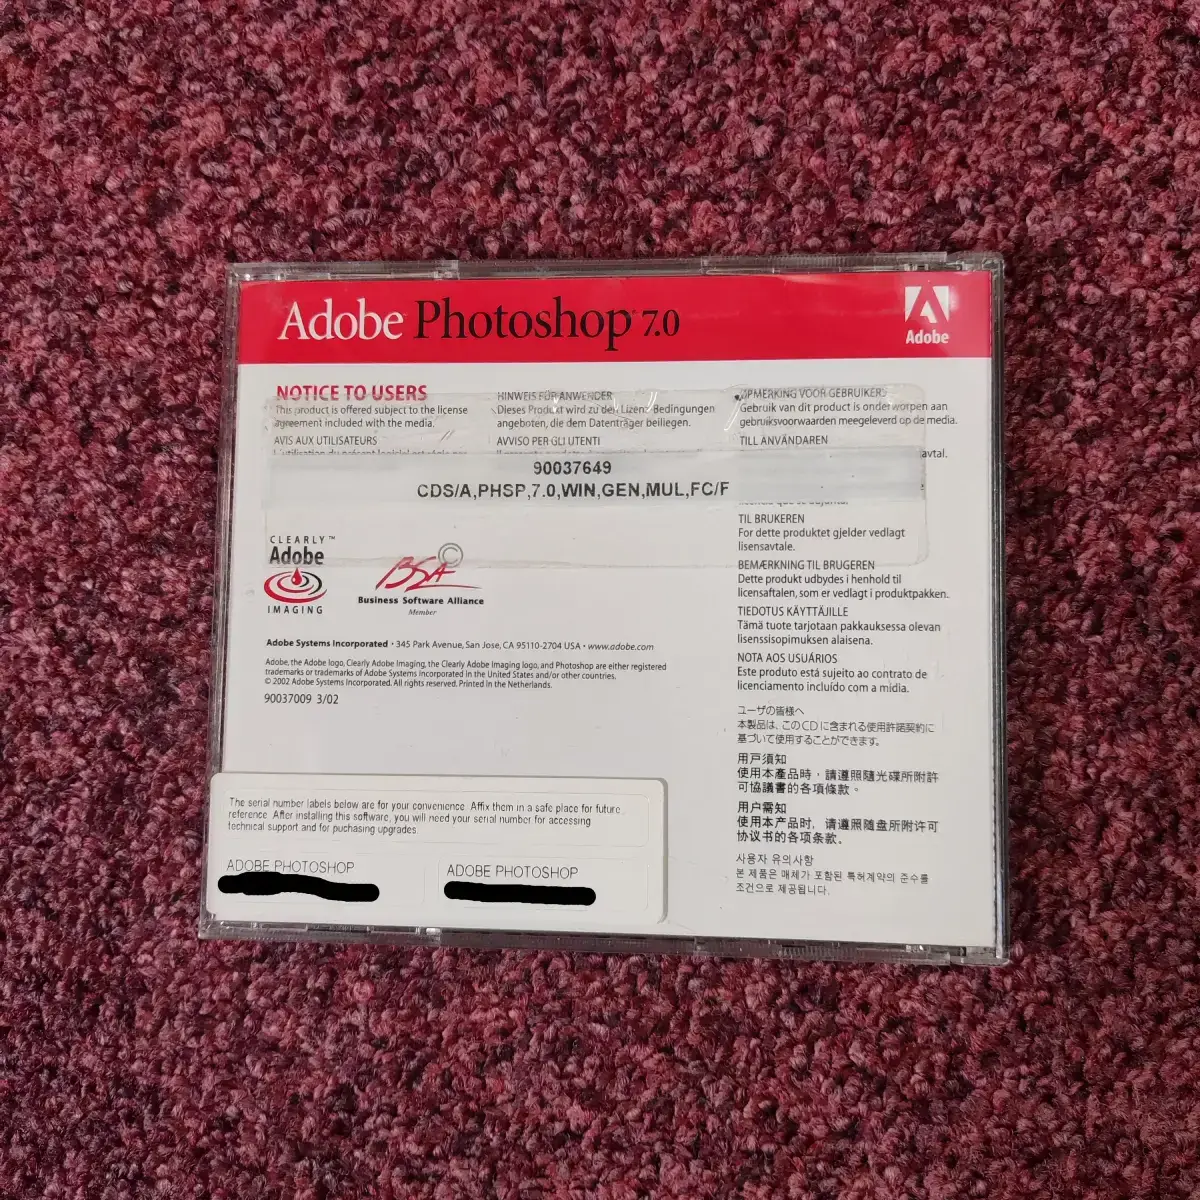 Adobe Photoshop 7.0
Adobe
NOTICE TO USERS
This product is offered subject to the license
agreement included with the media.
AVIS AUX UTILISATEURS
HINWEIS FÜR ANWENDER
Dieses Produkt wird zu den Lizenz-Bedingungen
angeboten, die dem Datenträger beiliegen.
AVVISO PER GLI UTENTI
OPMERKING VOOR GEBRUIKERS
Gebruik van dit product is onderworpen aan
gebruiksvoorwaarden meegeleverd op de media.
TILL ANVÄNDAREN
avtal.
90037649
CDS/A,PHSP,7.0,WIN,GEN,MUL,FC/F
TIL BRUKEREN
For dette produktet gjelder vedlagt
lisensavtale.
BEMÆRKNING TIL BRUGEREN
Dette produkt udbydes i henhold til
licensaftalen, som er vedlagt i produktpakken.
TIEDOTUS KÄYTTÄJILLE
Tämä tuote tarjotaan pakkauksessa olevan
lisenssisopimuksen alaisena.
NOTA AOS USUÁRIOS
Este produto está sujeito ao contrato de
licenciamento incluído com a mídia.
ユーザの皆様へ
本製品は、このCDに含まれる使用許諾契約に
基づいて使用することができます。
用戶須知
使用本產品時，請遵照隨光碟所附許
可協議書的各項條款。
用户需知
使用本产品时，请遵照随盘所附许可
协议书的各项条款。
사용자 유의사항
본 제품은 매체가 포함된 특허계약의 준수를
조건으로 제공됩니다.
CLEARLY™
Adobe
IMAGING
BSA ©
Business Software Alliance
Member
Adobe Systems Incorporated • 345 Park Avenue, San Jose, CA 95110-2704 USA • www.adobe.com
Adobe, the Adobe logo, Clearly Adobe Imaging, the Clearly Adobe Imaging logo, and Photoshop are either registered
trademarks or trademarks of Adobe Systems Incorporated in the United States and/or other countries.
© 2002 Adobe Systems Incorporated. All rights reserved. Printed in the Netherlands.
90037009 3/02
The serial number labels below are for your convenience. Affix them in a safe place for future
reference. After installing this software, you will need your serial number for accessing
technical support and for puchasing upgrades.
ADOBE PHOTOSHOP
ADOBE PHOTOSHOP